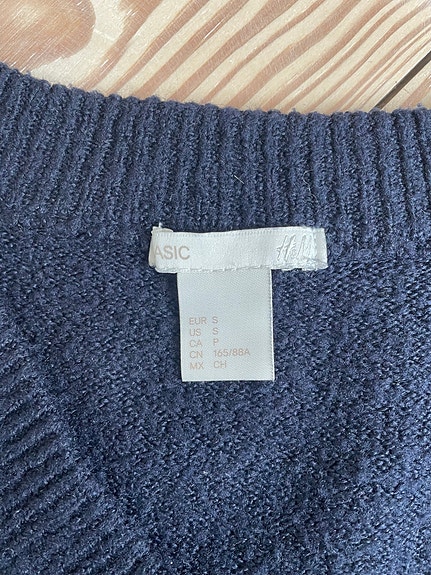 ASIC H&M
EUR S
US S
CA P
CN 165/88A
MX CH